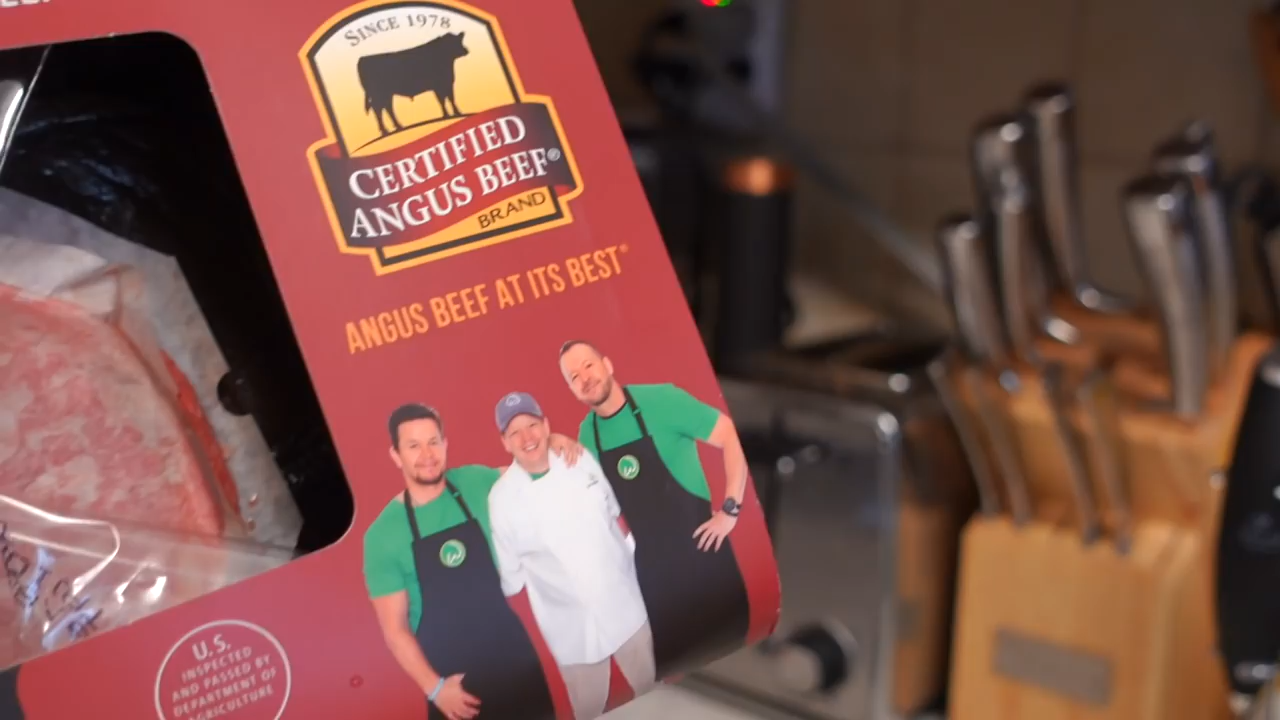 SINCE 1978
CERTIFIED
ANGUS BEEF®
BRAND
ANGUS BEEF AT ITS BEST®
U.S.
INSPECTED
AND PASSED BY
DEPARTMENT OF
AGRICULTURE